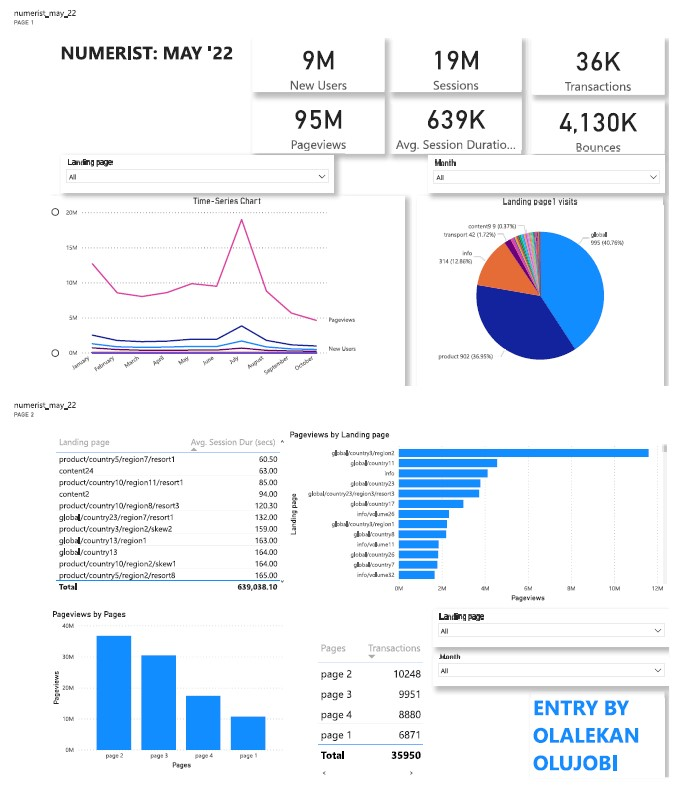 numerist_may_22
PAGE 1
NUMERIST: MAY '22
9M
New Users
19M
Sessions
36K
Transactions
95M
Pageviews
639K
Avg. Session Duratio...
4,130K
Bounces
Landing page
All
Month
All
Time-Series Chart
20M
15M
10M
5M
0M
Pageviews
New Users
January
February
March
April
May
June
July
August
September
October
Landing page1 visits
content9 9 (0.37%)
transport 42 (1.72%)
info
314 (12.86%)
global
995 (40.76%)
product 902 (36.95%)
numerist_may_22
PAGE 2
Landing page Avg. Session Dur (secs)
product/country5/region7/resort1 60.50
content24 63.00
product/country10/region11/resort1 85.00
content2 94.00
product/country10/region8/resort3 120.30
global/country23/region7/resort1 132.00
product/country3/region2/skew2 159.00
global/country13/region1 163.00
global/country13 164.00
product/country10/region2/skew1 164.00
product/country5/region2/resort8 165.00
Total 639,038.10
Pageviews by Landing page
Landing page
global/country3/region2
global/country11
info
global/country23
global/country23/region3/resort3
global/country17
info/volume26
global/country3/region1
global/country8
info/volume11
global/country26
global/country7
info/volume32
0M 2M 4M 6M 8M 10M 12M
Pageviews
Pageviews by Pages
Pageviews
40M
30M
20M
10M
0M
page 2 page 3 page 4 page 1
Pages
Pages Transactions
page 2 10248
page 3 9951
page 4 8880
page 1 6871
Total 35950
Landing page
All
Month
All
ENTRY BY
OLALEKAN
OLUJOBI